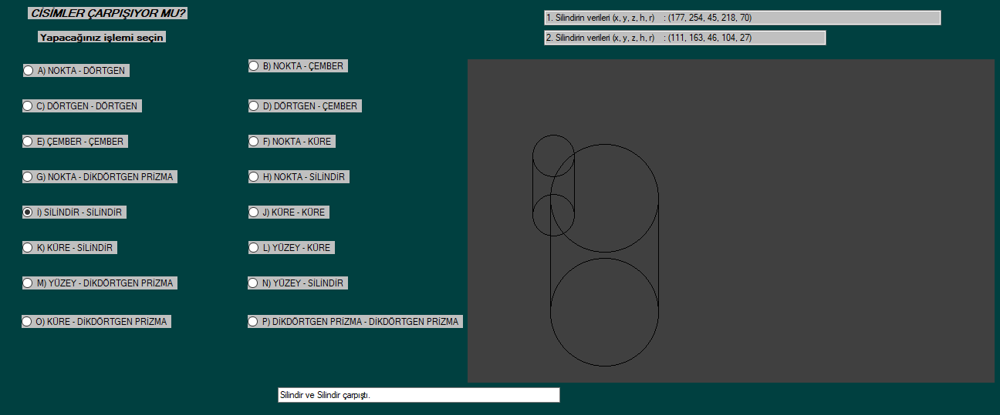 CİSİMLER ÇARPIŞIYOR MU?
Yapacağınız işlemi seçin
A) NOKTA - DÖRTGEN
B) NOKTA - ÇEMBER
C) DÖRTGEN - DÖRTGEN
D) DÖRTGEN - ÇEMBER
E) ÇEMBER - ÇEMBER
F) NOKTA - KÜRE
G) NOKTA - DİKDÖRTGEN PRİZMA
H) NOKTA - SİLİNDİR
İ) SİLİNDİR - SİLİNDİR
J) KÜRE - KÜRE
K) KÜRE - SİLİNDİR
L) YÜZEY - KÜRE
M) YÜZEY - DİKDÖRTGEN PRİZMA
N) YÜZEY - SİLİNDİR
O) KÜRE - DİKDÖRTGEN PRİZMA
P) DİKDÖRTGEN PRİZMA - DİKDÖRTGEN PRİZMA
1. Silindirin verileri (x, y, z, h, r) : (177, 254, 45, 218, 70)
2. Silindirin verileri (x, y, z, h, r) : (111, 163, 46, 104, 27)
Silindir ve Silindir çarpıştı.